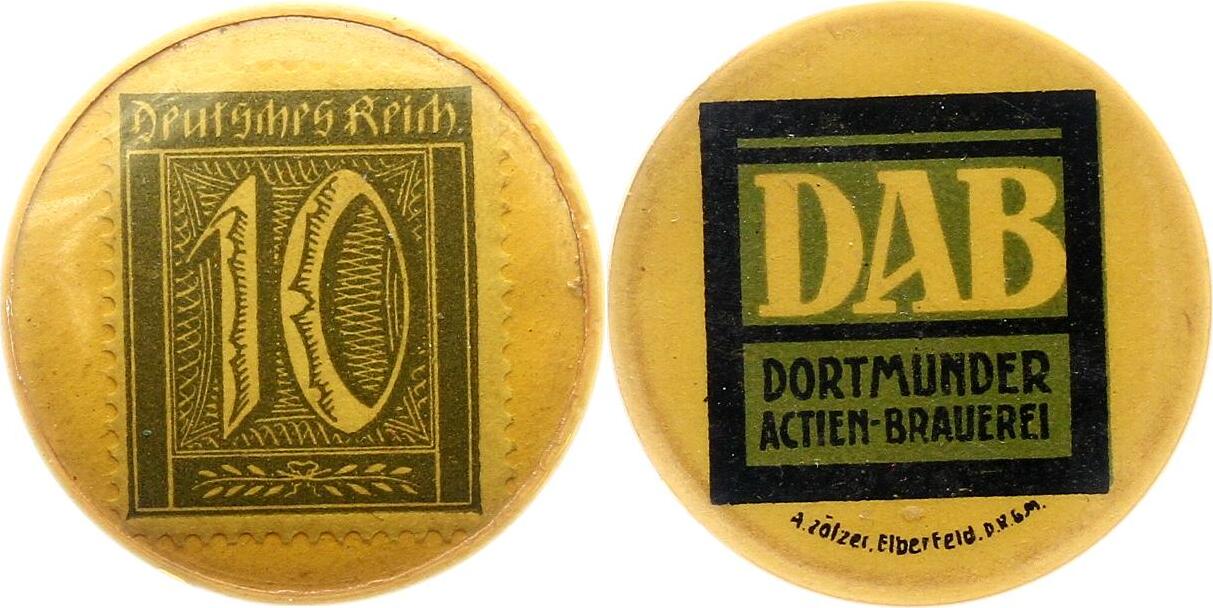 Deutsches Reich.
10
DAB
DORTMUNDER
ACTIEN-BRAUEREI
A. Zölzer, Elberfeld. D.R.G.M.